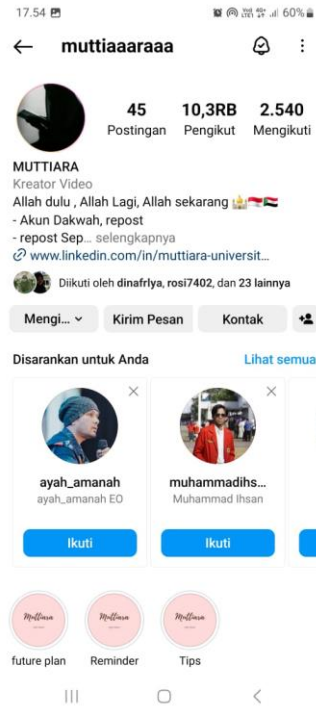 17.54
60%
muttiaaaraaa
45 10,3RB 2.540
Postingan Pengikut Mengikuti
MUTTIARA
Kreator Video
Allah dulu , Allah Lagi, Allah sekarang
- Akun Dakwah, repost
- repost Sep... selengkapnya
www.linkedin.com/in/muttiara-universit...
Diikuti oleh dinafrlya, rosi7402, dan 23 lainnya
Mengi... Kirim Pesan Kontak
Disarankan untuk Anda Lihat semua
ayah_amanah muhammadihs...
ayah_amanah EO Muhammad Ihsan
Ikuti Ikuti
Muttiara Muttiara Muttiara
future plan Reminder Tips